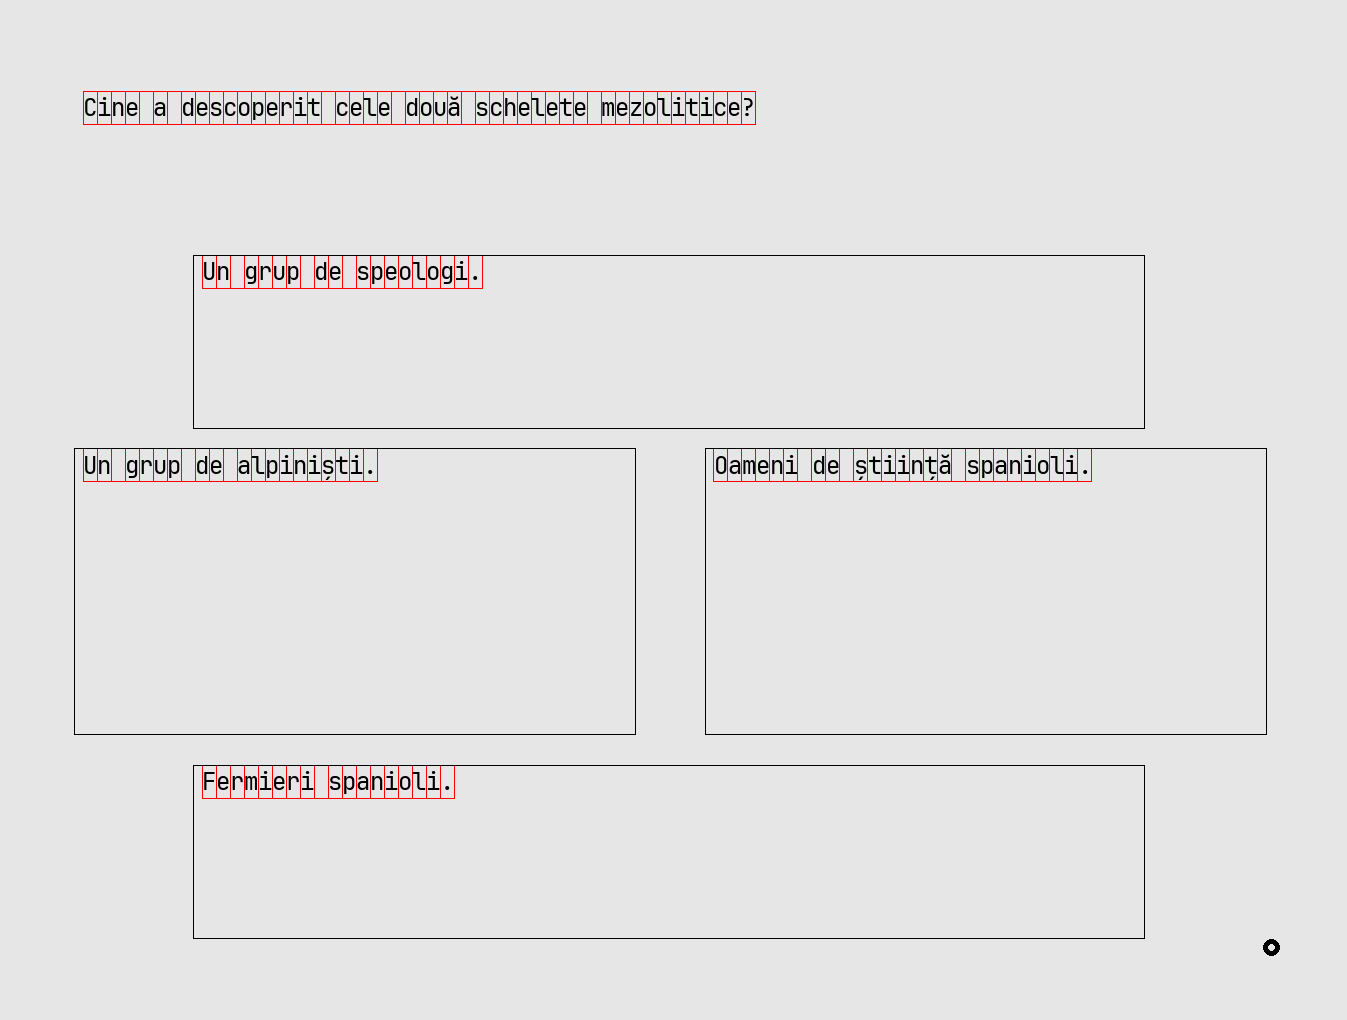 Cine a descoperit cele două schelete mezolitice?
Un grup de speologi.
Un grup de alpiniști.
Oameni de știință spanioli.
Fermieri spanioli.